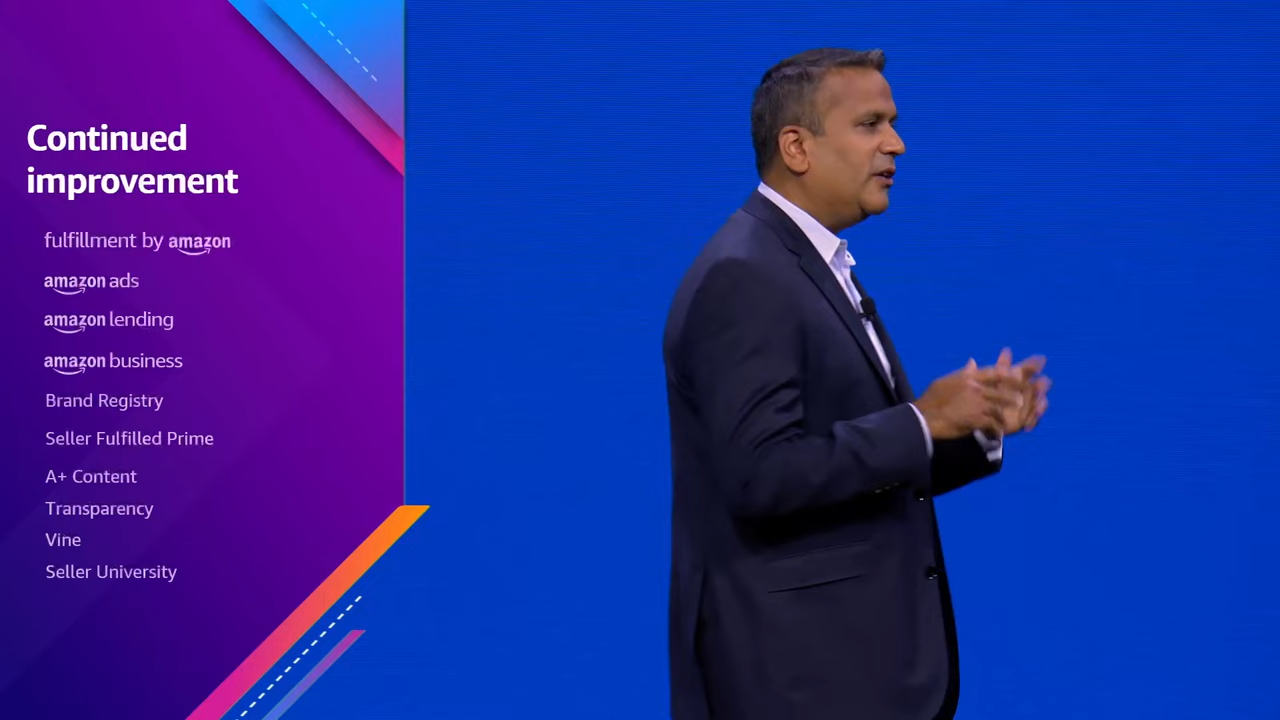 Continued
improvement
fulfillment by amazon
amazon ads
amazon lending
amazon business
Brand Registry
Seller Fulfilled Prime
A+ Content
Transparency
Vine
Seller University